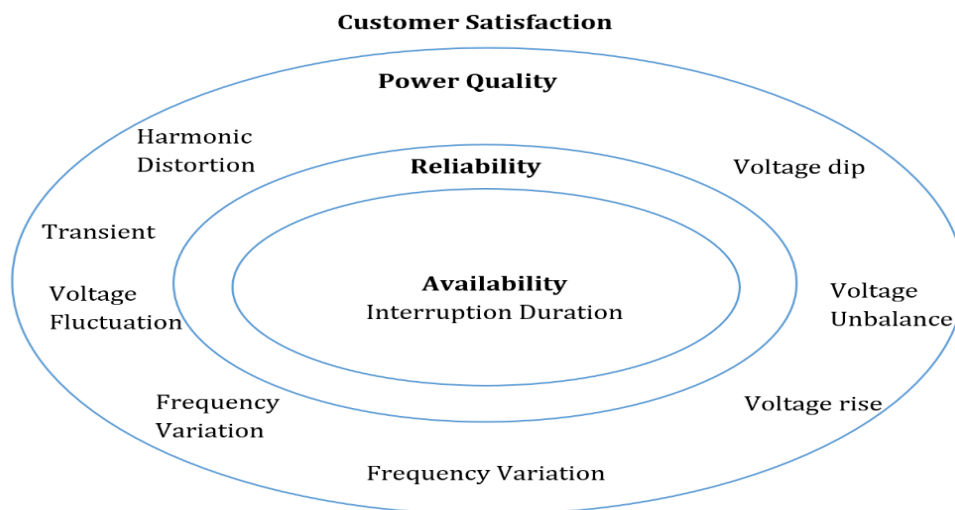 Customer Satisfaction
Power Quality
Harmonic
Distortion
Reliability
Voltage dip
Transient
Availability
Interruption Duration
Voltage
Fluctuation
Voltage
Unbalance
Frequency
Variation
Voltage rise
Frequency Variation